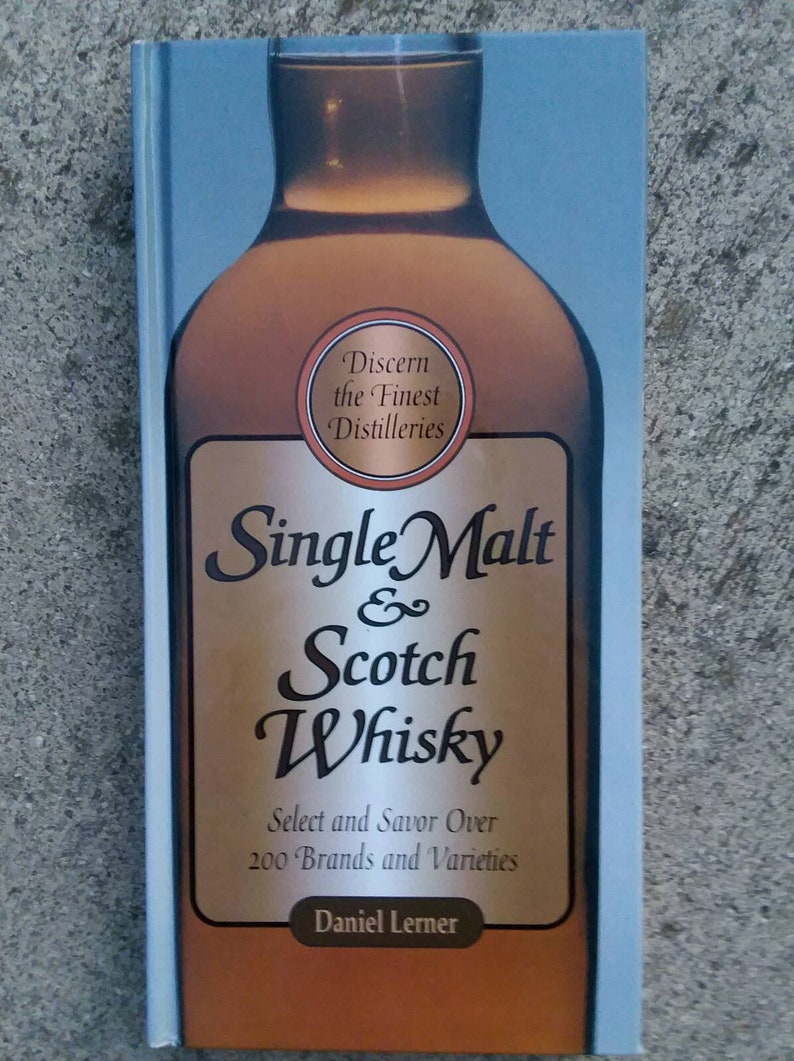 Discern
the Finest
Distilleries
Single Malt
&
Scotch
Whisky
Select and Savor Over
200 Brands and Varieties
Daniel Lerner